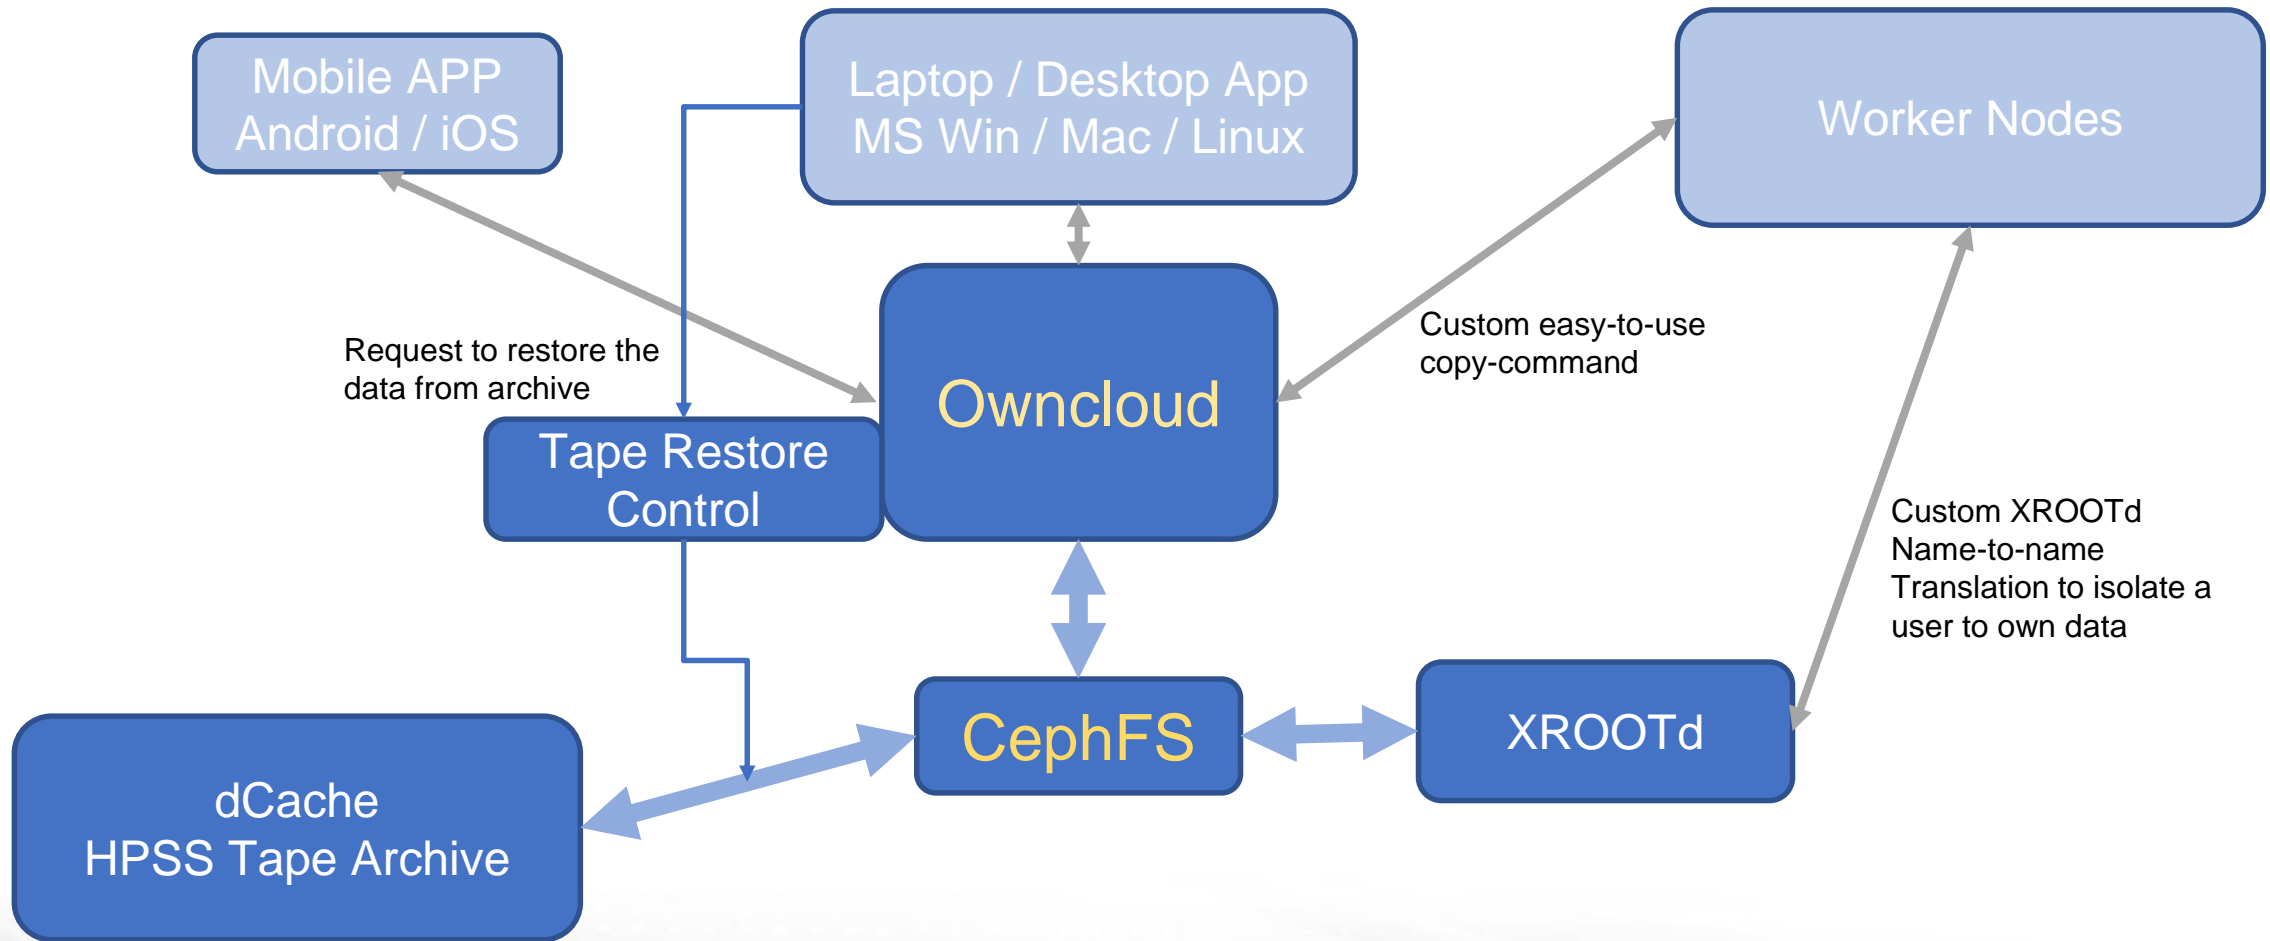 Mobile APP
Android / iOS
Laptop / Desktop App
MS Win / Mac / Linux
Worker Nodes
Request to restore the
data from archive
Custom easy-to-use
copy-command
Owncloud
Tape Restore
Control
Custom XROOTd
Name-to-name
Translation to isolate a
user to own data
CephFS
XROOTd
dCache
HPSS Tape Archive